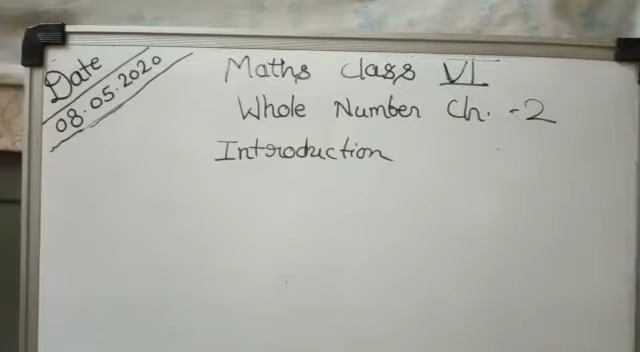 Date
08.05.2020
Maths class VI
Whole Number Ch. -2
Introduction